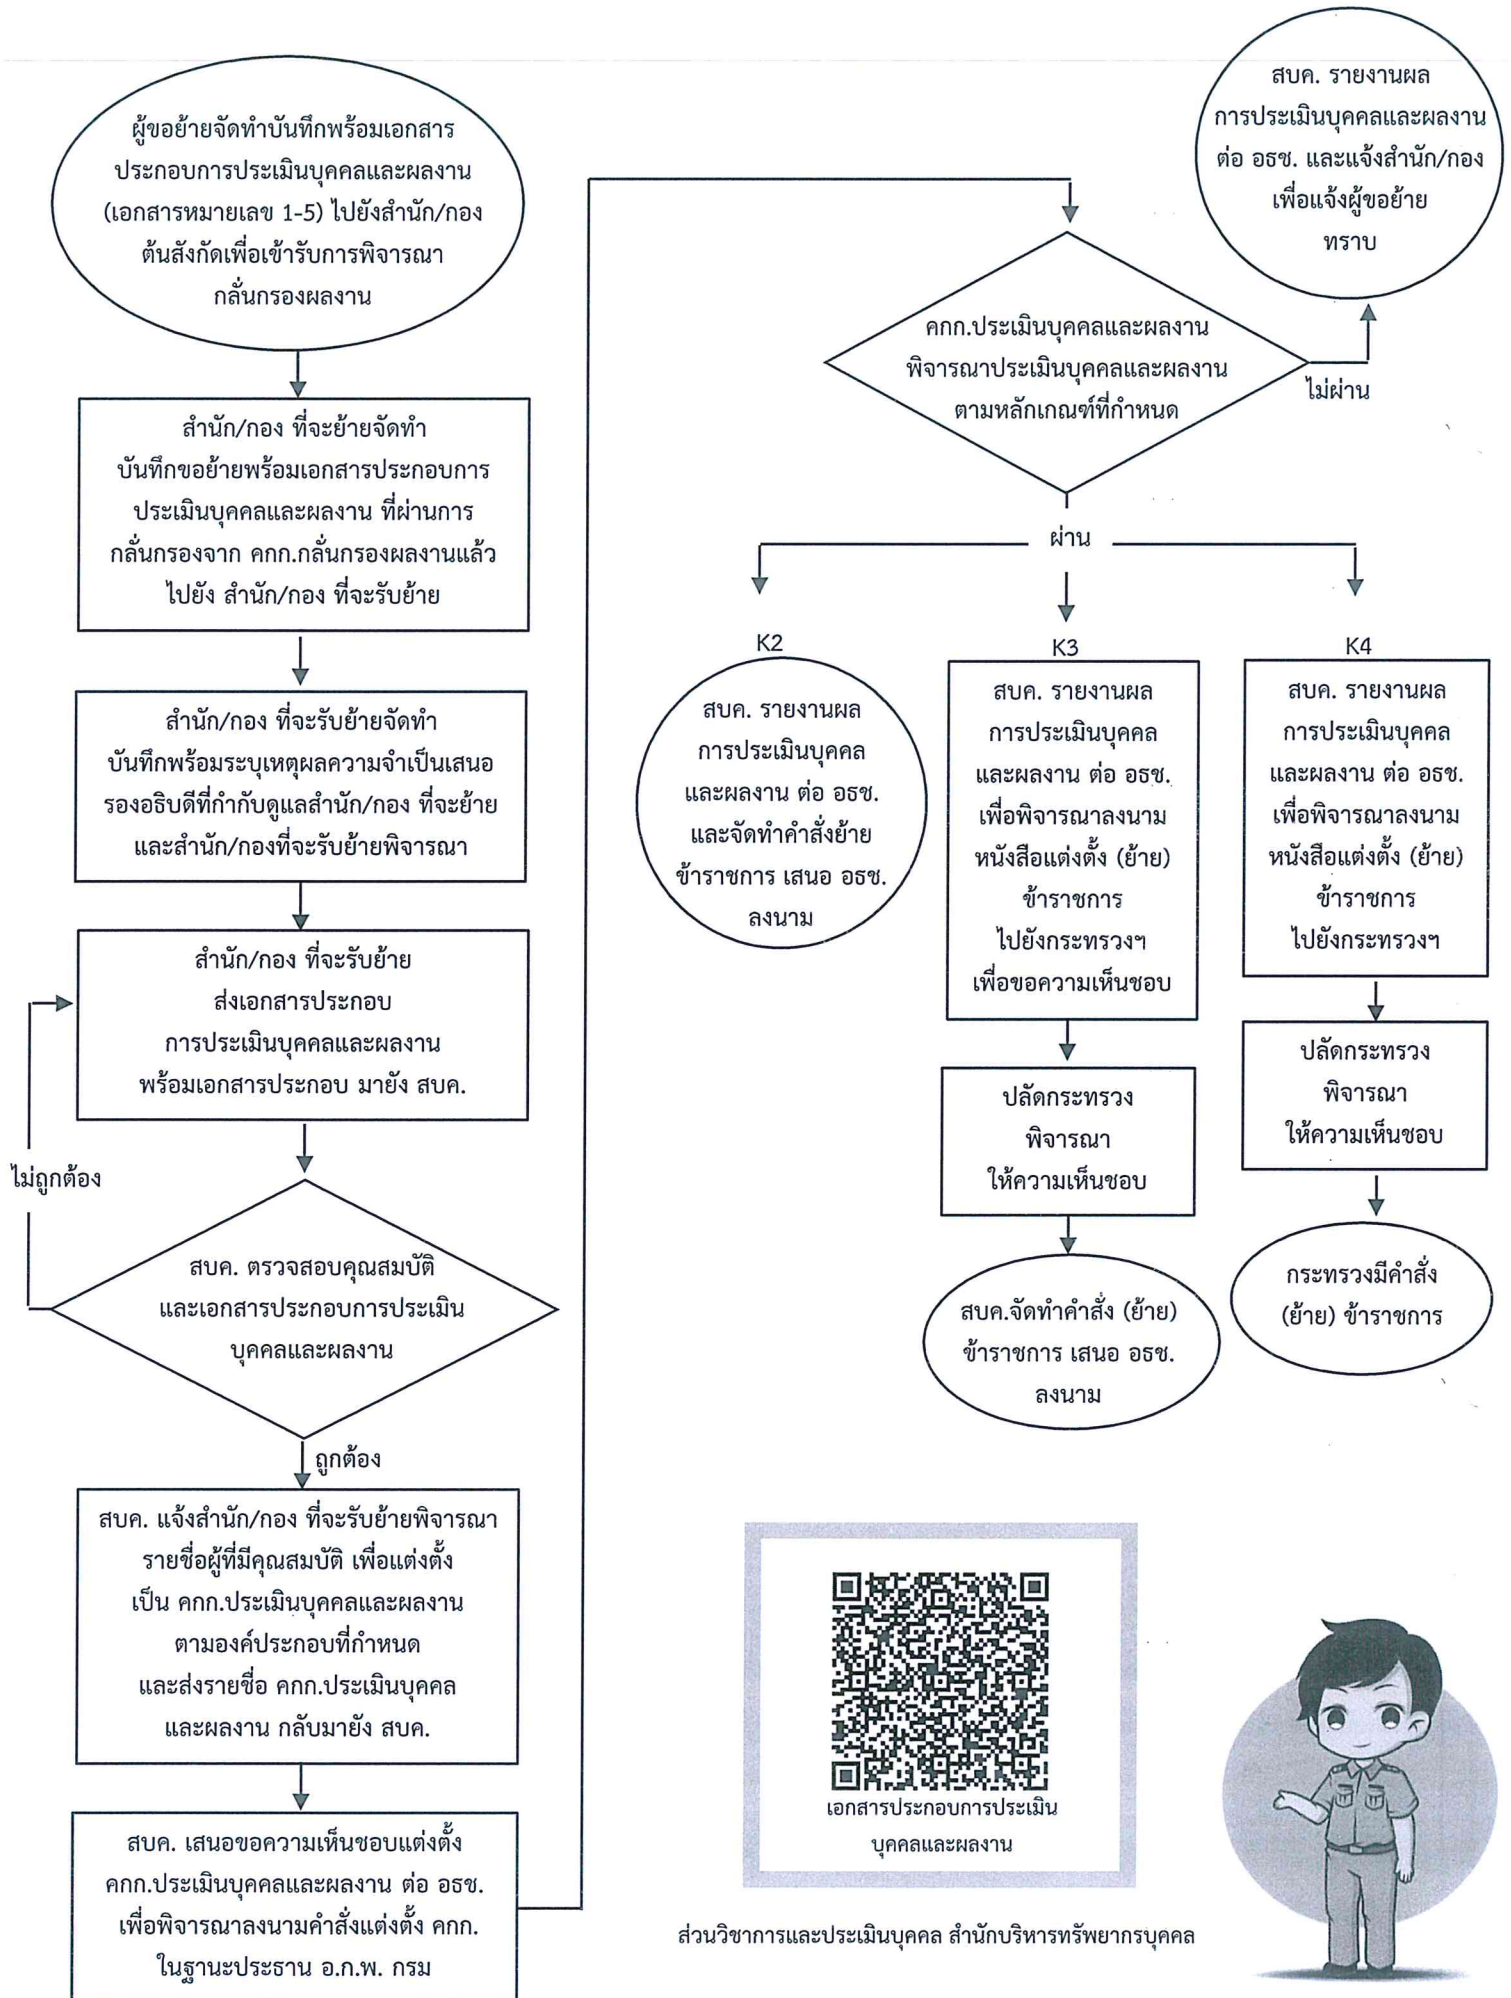 ผู้ขอย้ายจัดทำบันทึกพร้อมเอกสาร
ประกอบการประเมินบุคคลและผลงาน
(เอกสารหมายเลข 1-5) ไปยังสำนัก/กอง
ต้นสังกัดเพื่อเข้ารับการพิจารณา
กลั่นกรองผลงาน
สำนัก/กอง ที่จะย้ายจัดทำ
บันทึกขอย้ายพร้อมเอกสารประกอบการ
ประเมินบุคคลและผลงาน ที่ผ่านการ
กลั่นกรองจาก คกก.กลั่นกรองผลงานแล้ว
ไปยัง สำนัก/กอง ที่จะรับย้าย
สำนัก/กอง ที่จะรับย้ายจัดทำ
บันทึกพร้อมระบุเหตุผลความจำเป็นเสนอ
รองอธิบดีที่กำกับดูแลสำนัก/กอง ที่จะย้าย
และสำนัก/กองที่จะรับย้ายพิจารณา
สำนัก/กอง ที่จะรับย้าย
ส่งเอกสารประกอบ
การประเมินบุคคลและผลงาน
พร้อมเอกสารประกอบ มายัง สบค.
ไม่ถูกต้อง
สบค. ตรวจสอบคุณสมบัติ
และเอกสารประกอบการประเมิน
บุคคลและผลงาน
ถูกต้อง
สบค. แจ้งสำนัก/กอง ที่จะรับย้ายพิจารณา
รายชื่อผู้ที่มีคุณสมบัติ เพื่อแต่งตั้ง
เป็น คกก.ประเมินบุคคลและผลงาน
ตามองค์ประกอบที่กำหนด
และส่งรายชื่อ คกก.ประเมินบุคคล
และผลงาน กลับมายัง สบค.
สบค. เสนอขอความเห็นชอบแต่งตั้ง
คกก.ประเมินบุคคลและผลงาน ต่อ อธช.
เพื่อพิจารณาลงนามคำสั่งแต่งตั้ง คกก.
ในฐานะประธาน อ.ก.พ. กรม
คกก.ประเมินบุคคลและผลงาน
พิจารณาประเมินบุคคลและผลงาน
ตามหลักเกณฑ์ที่กำหนด
ไม่ผ่าน
สบค. รายงานผล
การประเมินบุคคลและผลงาน
ต่อ อธช. และแจ้งสำนัก/กอง
เพื่อแจ้งผู้ขอย้าย
ทราบ
ผ่าน
K2
สบค. รายงานผล
การประเมินบุคคล
และผลงาน ต่อ อธช.
และจัดทำคำสั่งย้าย
ข้าราชการ เสนอ อธช.
ลงนาม
K3
สบค. รายงานผล
การประเมินบุคคล
และผลงาน ต่อ อธช.
เพื่อพิจารณาลงนาม
หนังสือแต่งตั้ง (ย้าย)
ข้าราชการ
ไปยังกระทรวงฯ
เพื่อขอความเห็นชอบ
ปลัดกระทรวง
พิจารณา
ให้ความเห็นชอบ
สบค.จัดทำคำสั่ง (ย้าย)
ข้าราชการ เสนอ อธช.
ลงนาม
K4
สบค. รายงานผล
การประเมินบุคคล
และผลงาน ต่อ อธช.
เพื่อพิจารณาลงนาม
หนังสือแต่งตั้ง (ย้าย)
ข้าราชการ
ไปยังกระทรวงฯ
ปลัดกระทรวง
พิจารณา
ให้ความเห็นชอบ
กระทรวงมีคำสั่ง
(ย้าย) ข้าราชการ
เอกสารประกอบการประเมิน
บุคคลและผลงาน
ส่วนวิชาการและประเมินบุคคล สำนักบริหารทรัพยากรบุคคล